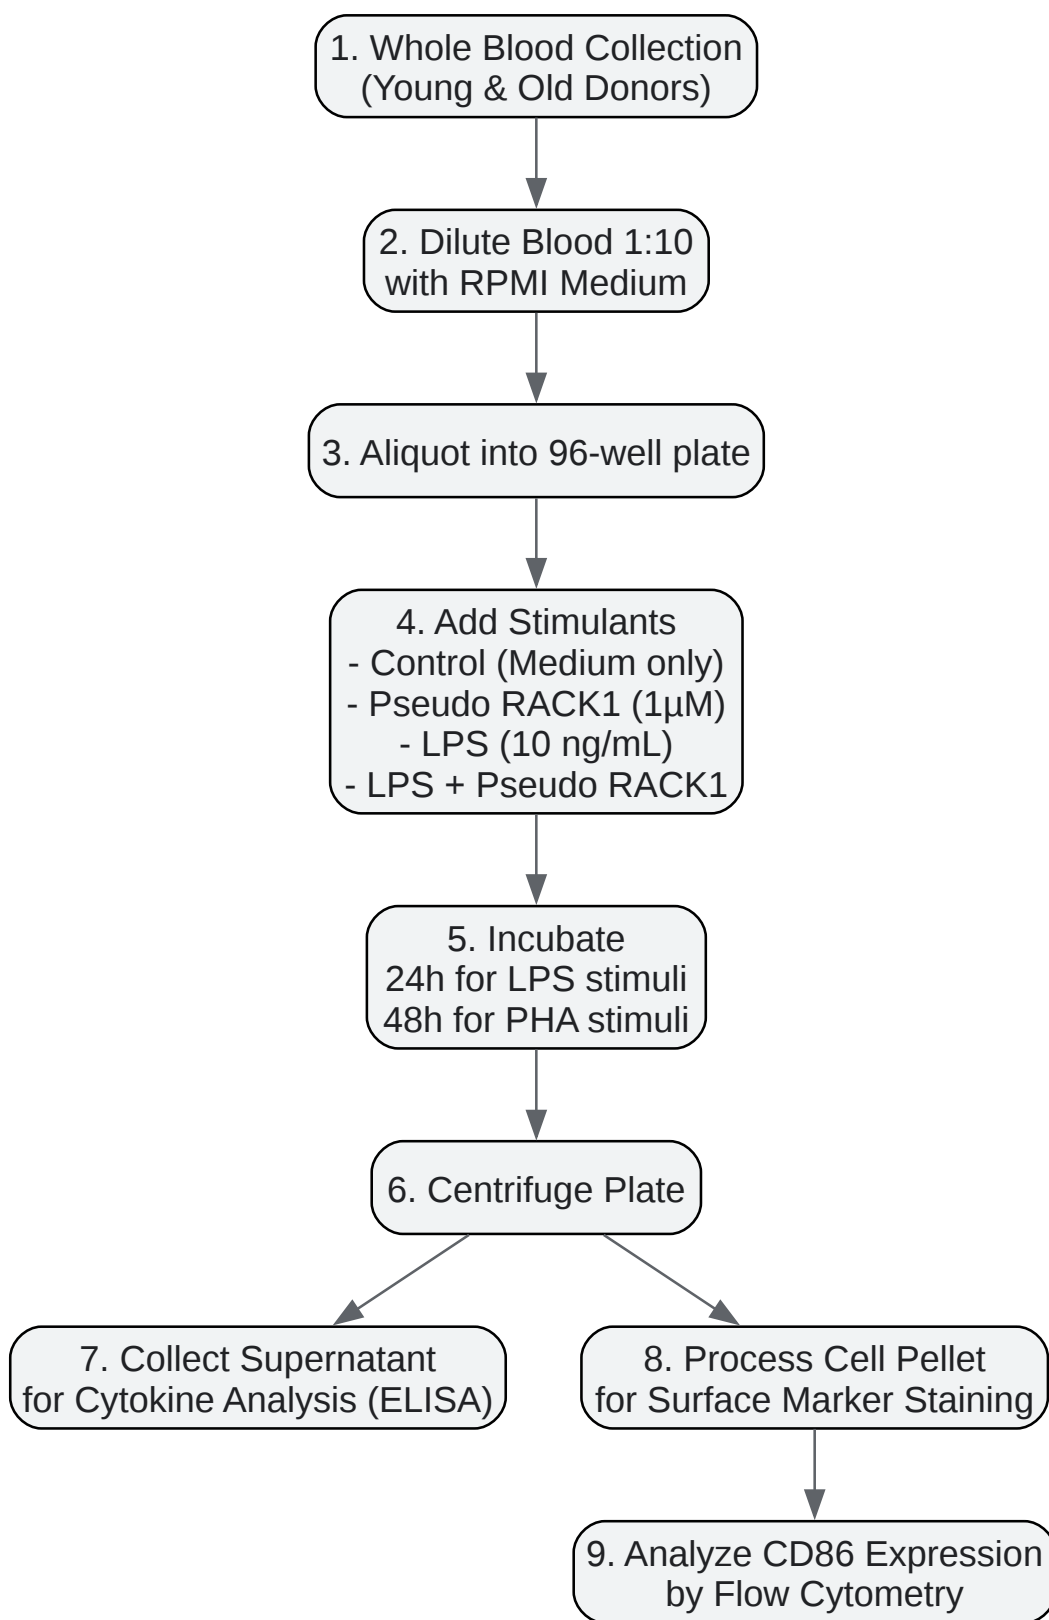 1. Whole Blood Collection
(Young & Old Donors)
2. Dilute Blood 1:10
with RPMI Medium
3. Aliquot into 96-well plate
4. Add Stimulants
- Control (Medium only)
- Pseudo RACK1 (1µM)
- LPS (10 ng/mL)
- LPS + Pseudo RACK1
5. Incubate
24h for LPS stimuli
48h for PHA stimuli
6. Centrifuge Plate
7. Collect Supernatant
for Cytokine Analysis (ELISA)
8. Process Cell Pellet
for Surface Marker Staining
9. Analyze CD86 Expression
by Flow Cytometry